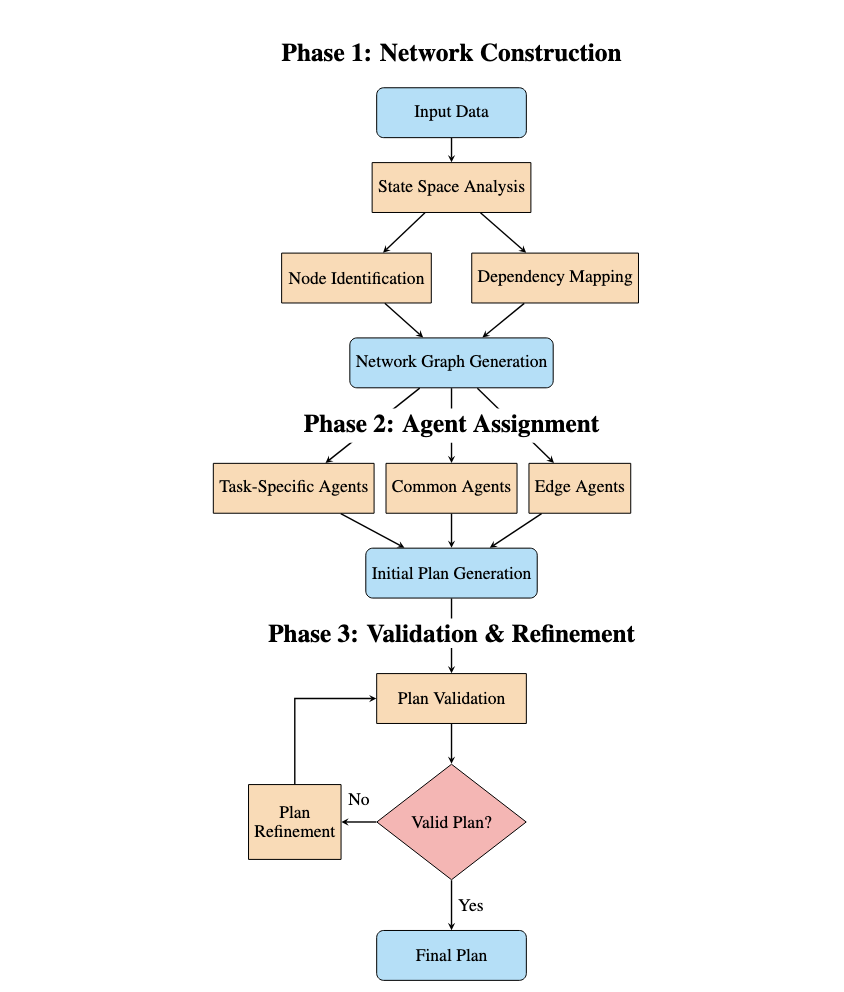 Phase 1: Network Construction
Input Data
State Space Analysis
Node Identification
Dependency Mapping
Network Graph Generation
Phase 2: Agent Assignment
Task-Specific Agents
Common Agents
Edge Agents
Initial Plan Generation
Phase 3: Validation & Refinement
Plan Validation
Plan
Refinement
No
Valid Plan?
Yes
Final Plan